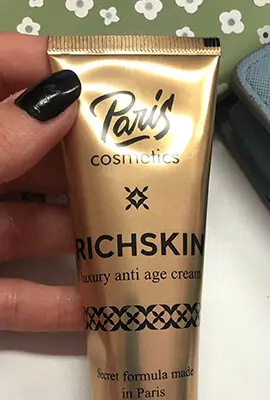 Paris
cosmetics
RICHSKIN
luxury anti age cream
Secret formula made
in Paris